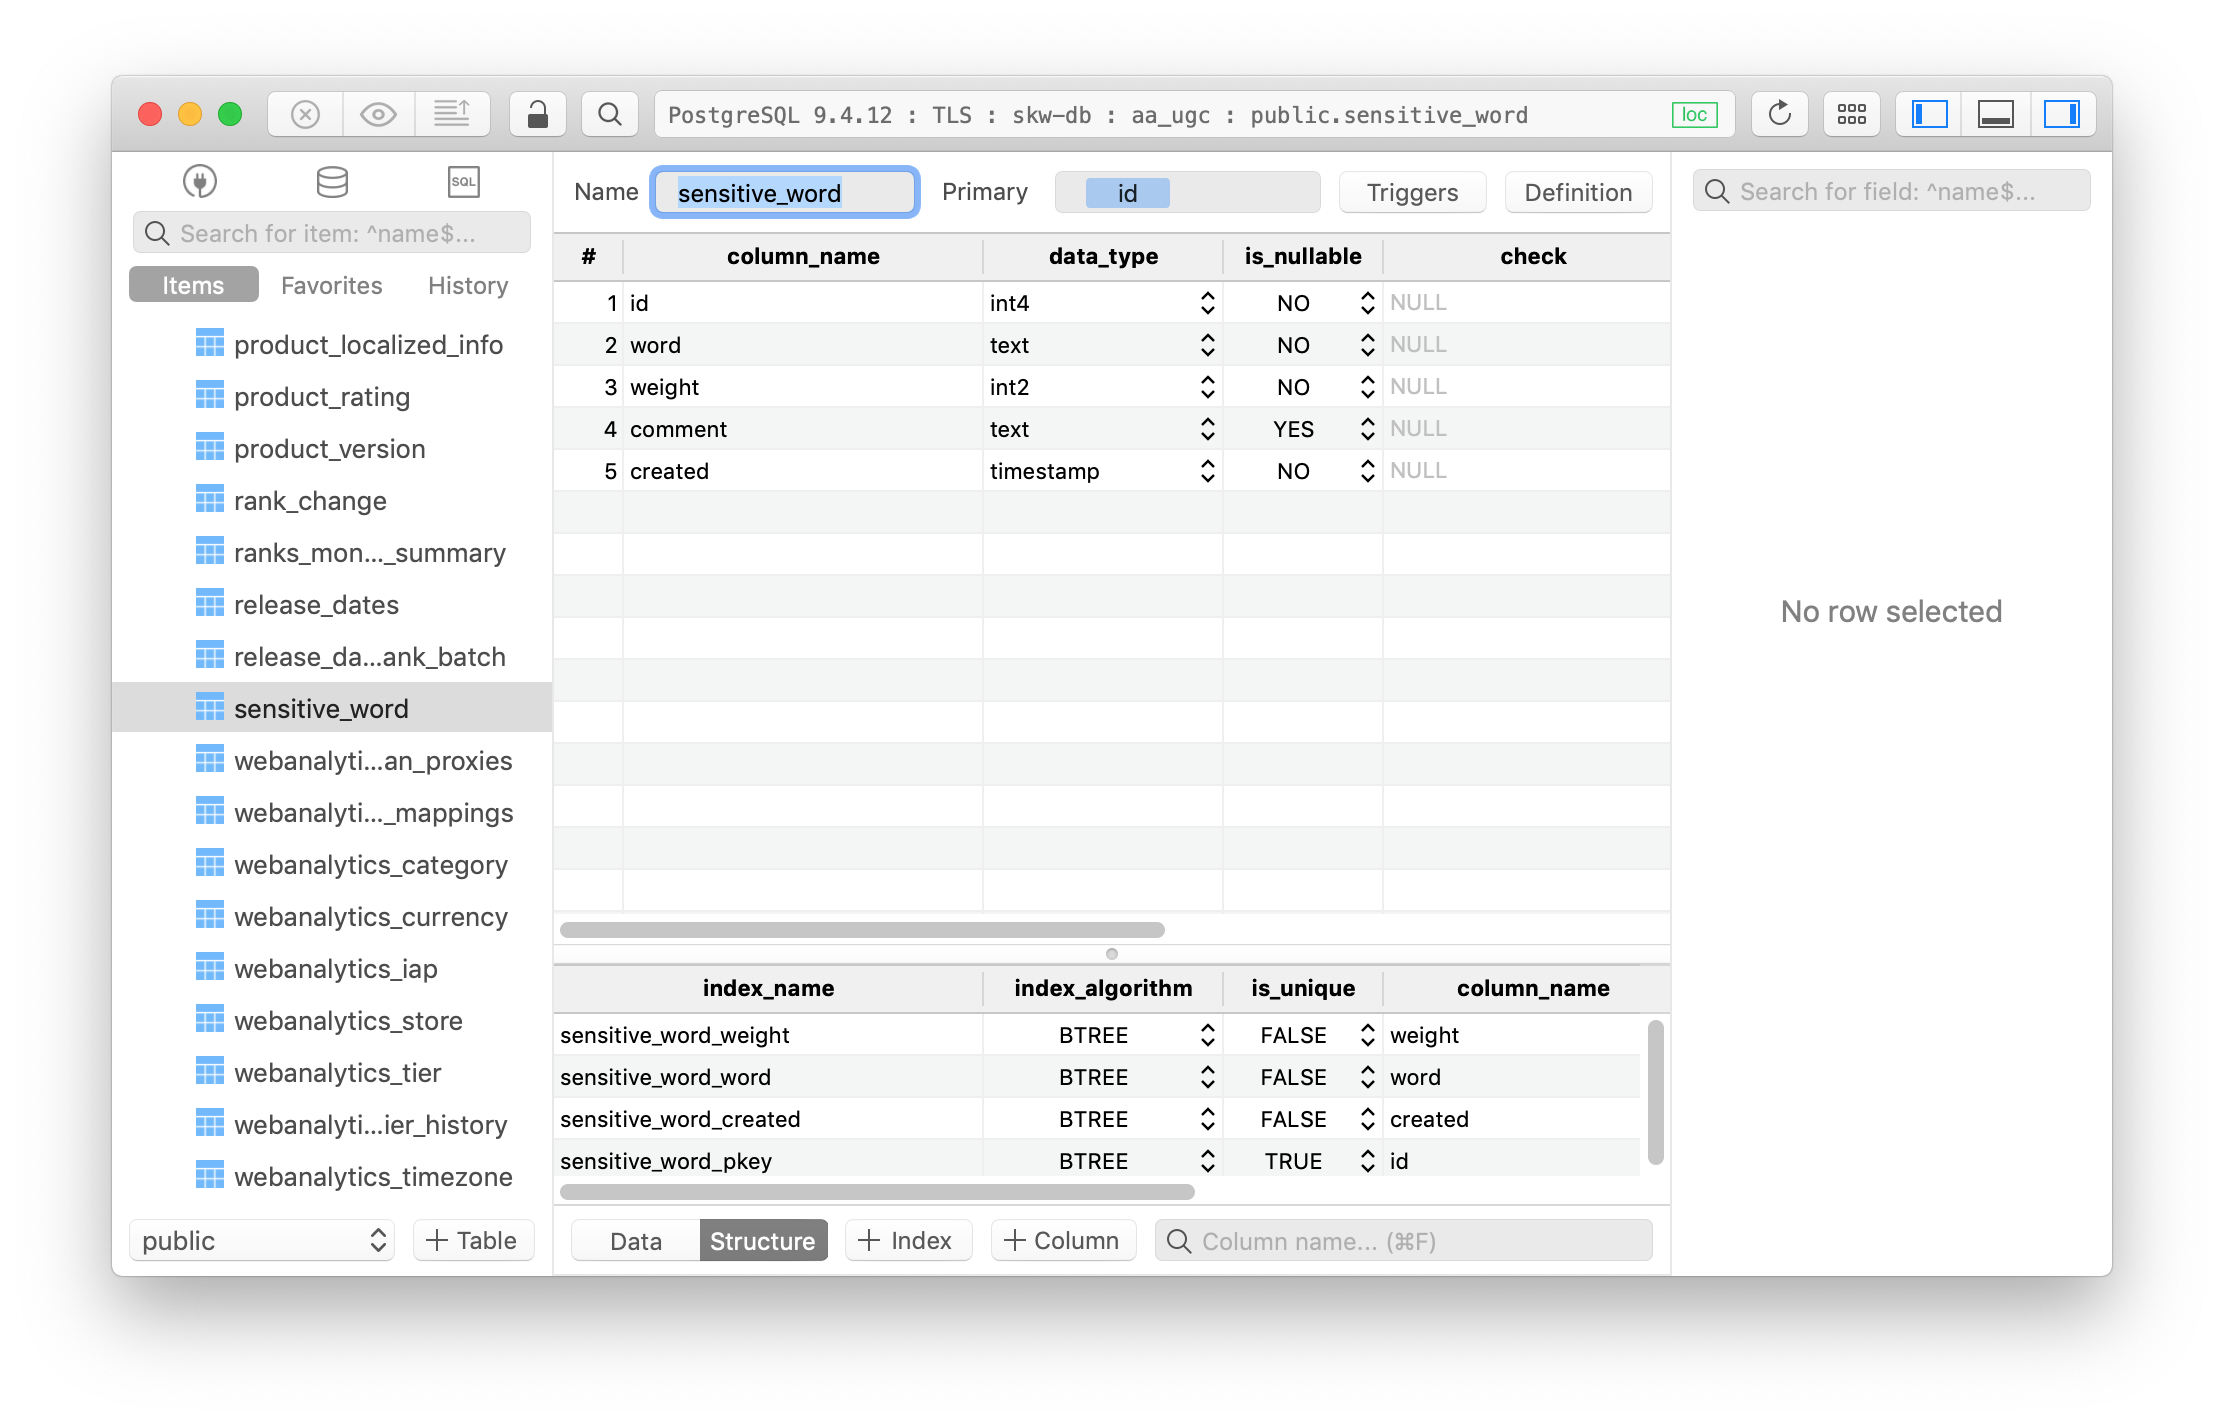 PostgreSQL 9.4.12 : TLS : skw-db : aa_ugc : public.sensitive_word
loc
SQL
Search for item: ^name$...
Items Favorites History
product_localized_info
product_rating
product_version
rank_change
ranks_mon..._summary
release_dates
release_da...ank_batch
sensitive_word
webanalyti...an_proxies
webanalyti..._mappings
webanalytics_category
webanalytics_currency
webanalytics_iap
webanalytics_store
webanalytics_tier
webanalyti...ier_history
webanalytics_timezone
public
+ Table
Name sensitive_word Primary id Triggers Definition
# column_name data_type is_nullable check
1 id int4 NO NULL
2 word text NO NULL
3 weight int2 NO NULL
4 comment text YES NULL
5 created timestamp NO NULL
index_name index_algorithm is_unique column_name
sensitive_word_weight BTREE FALSE weight
sensitive_word_word BTREE FALSE word
sensitive_word_created BTREE FALSE created
sensitive_word_pkey BTREE TRUE id
Data Structure + Index + Column Column name... (⌘F)
Search for field: ^name$...
No row selected